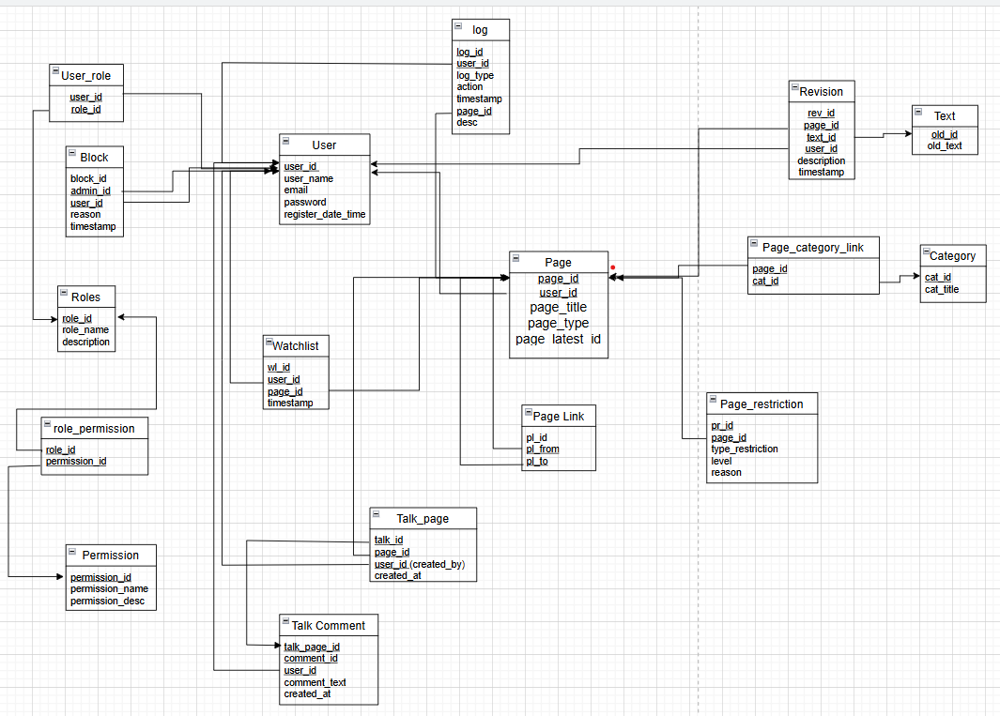 log
log_id
user_id
log_type
action
timestamp
page_id
desc
User_role
user_id
role_id
Revision
rev_id
page_id
text_id
user_id
description
timestamp
Text
old_id
old_text
Block
block_id
admin_id
user_id
reason
timestamp
User
user_id
user_name
email
password
register_date_time
Page
page_id
user_id
page_title
page_type
page_latest_id
Page_category_link
page_id
cat_id
Category
cat_id
cat_title
Roles
role_id
role_name
description
Watchlist
wl_id
user_id
page_id
timestamp
Page Link
pl_id
pl_from
pl_to
Page_restriction
pr_id
page_id
type_restriction
level
reason
role_permission
role_id
permission_id
Talk_page
talk_id
page_id
user_id (created_by)
created_at
Permission
permission_id
permission_name
permission_desc
Talk Comment
talk_page_id
comment_id
user_id
comment_text
created_at